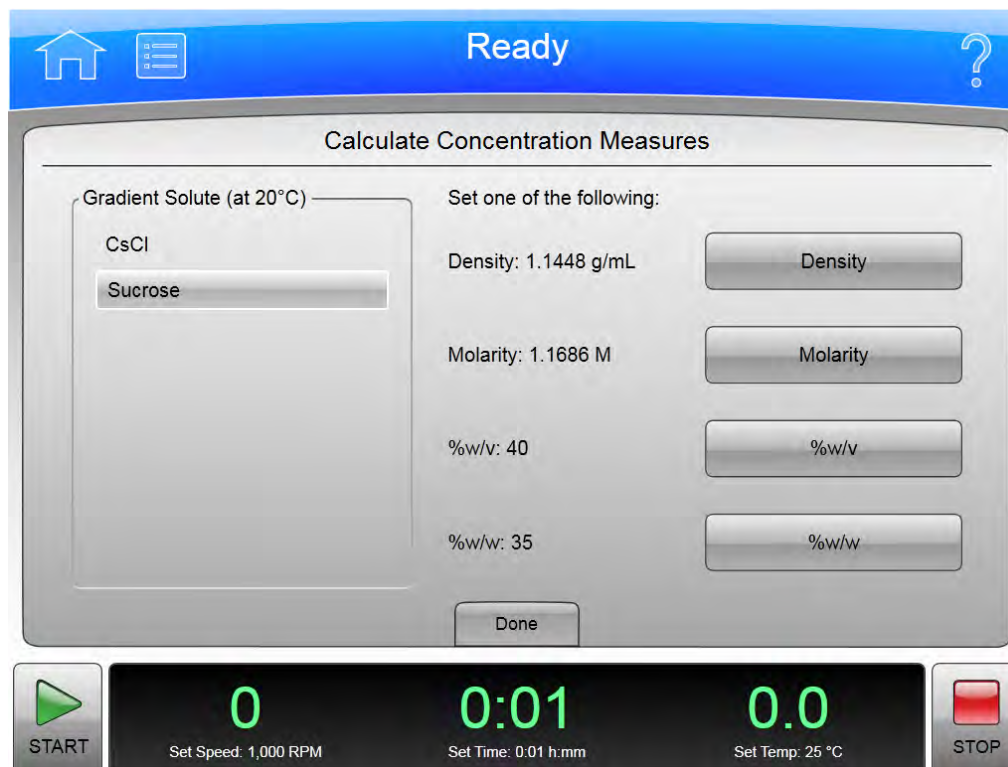 Ready
Calculate Concentration Measures
Gradient Solute (at 20°C)
CsCl
Sucrose
Set one of the following:
Density: 1.1448 g/mL
Density
Molarity: 1.1686 M
Molarity
%w/v: 40
%w/v
%w/w: 35
%w/w
Done
START
0
Set Speed: 1,000 RPM
0:01
Set Time: 0:01 h:mm
0.0
Set Temp: 25 °C
STOP